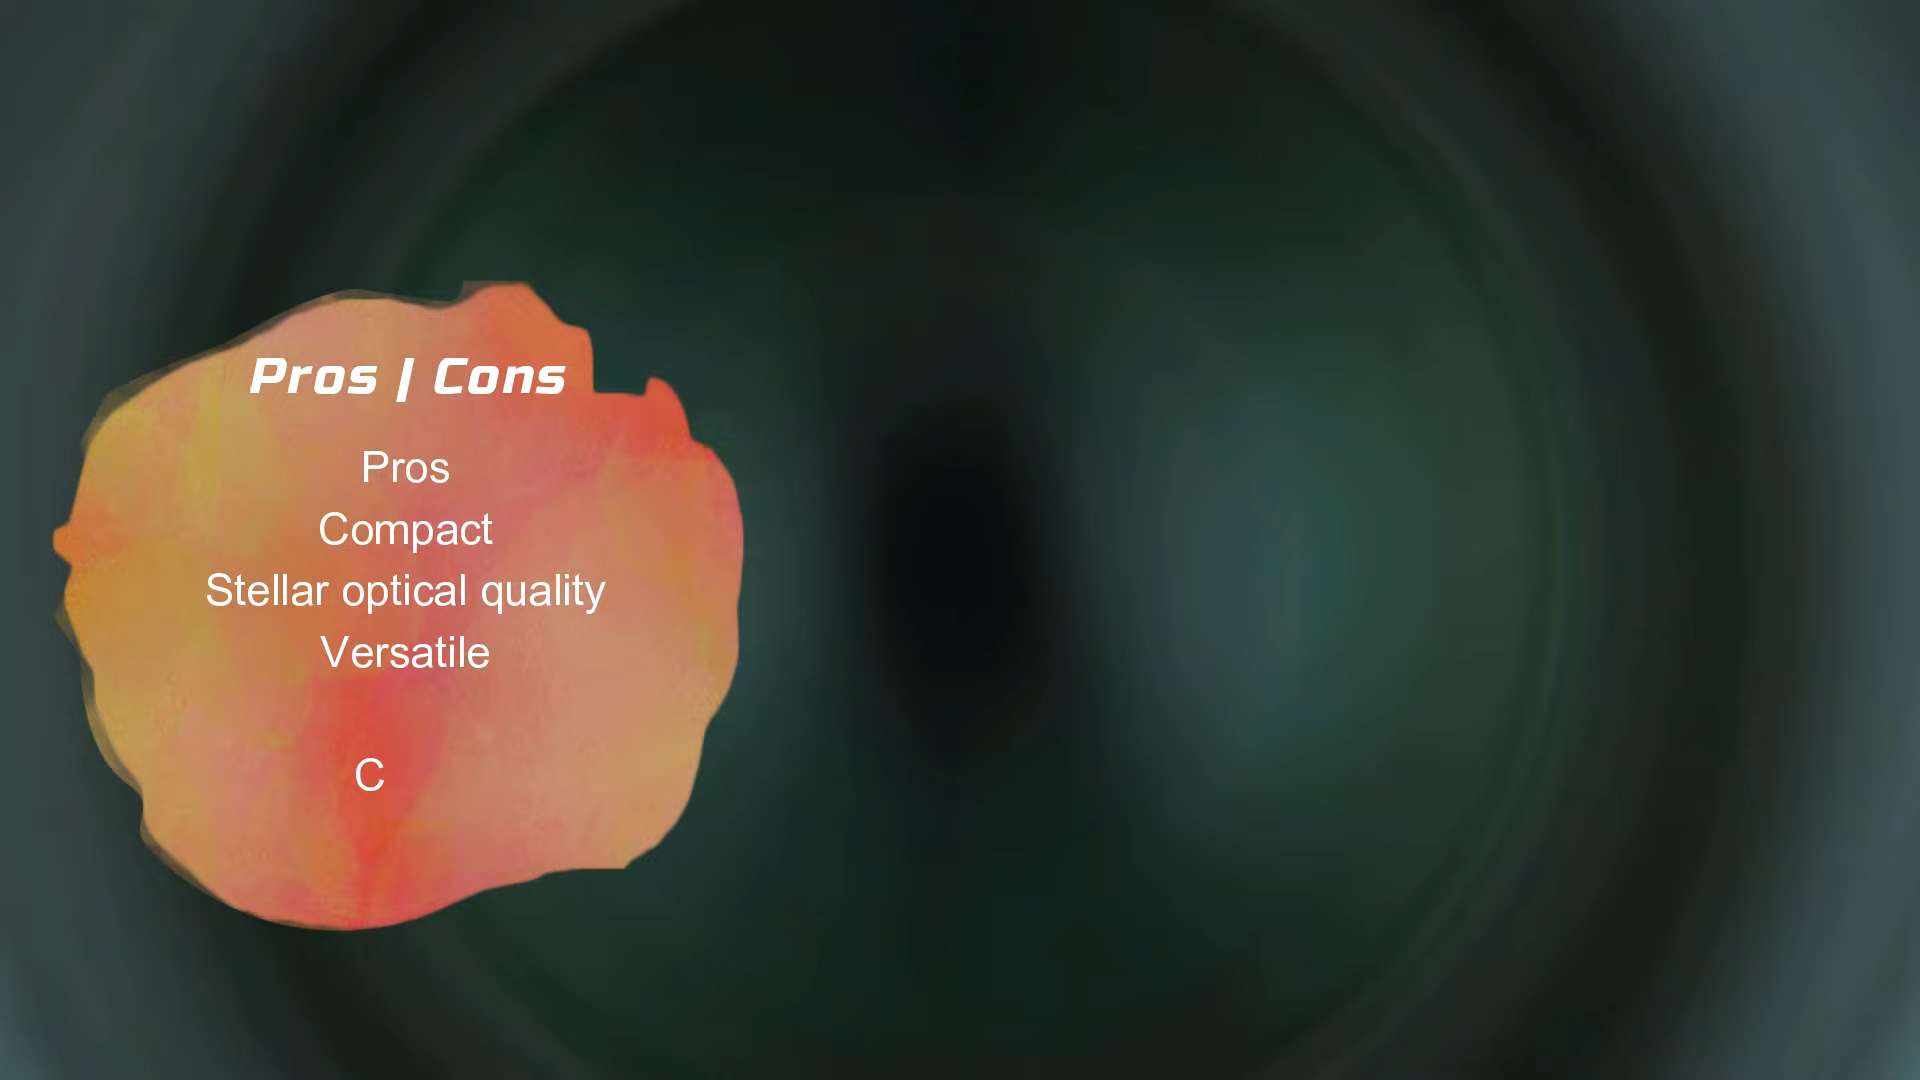 Pros | Cons
Pros
Compact
Stellar optical quality
Versatile
C